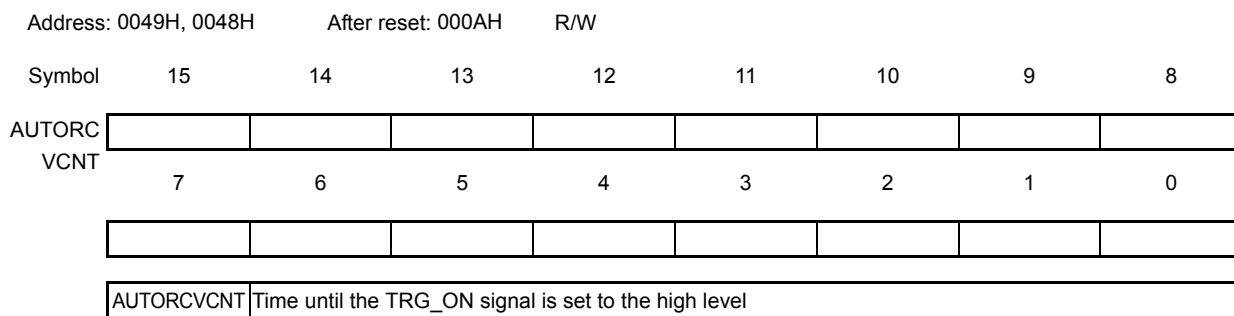 Address: 0049H, 0048H After reset: 000AH R/W
Symbol 15 14 13 12 11 10 9 8
AUTORC
VCNT
7 6 5 4 3 2 1 0
AUTORCVCNT Time until the TRG_ON signal is set to the high level